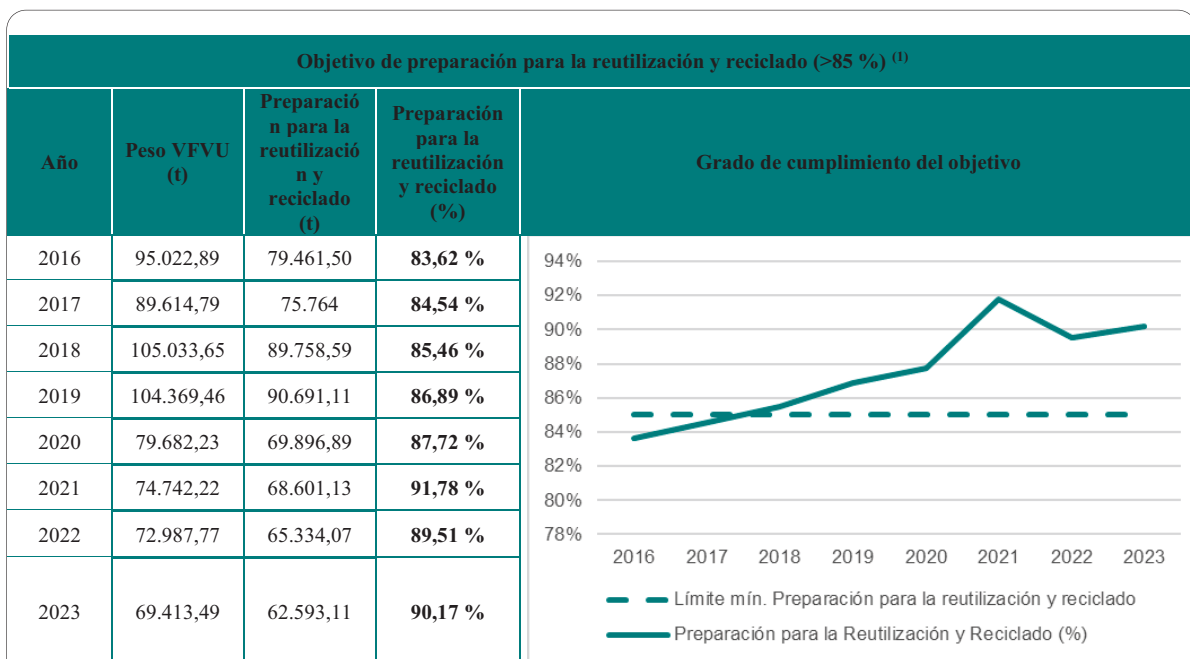 Objetivo de preparación para la reutilización y reciclado (>85 %) (1)
Año
Peso VFVU
(t)
Preparació
n para la
reutilizació
n y
reciclado
(t)
Preparación
para la
reutilización
y reciclado
(%)
Grado de cumplimiento del objetivo
2016 95.022,89 79.461,50 83,62 %
2017 89.614,79 75.764 84,54 %
2018 105.033,65 89.758,59 85,46 %
2019 104.369,46 90.691,11 86,89 %
2020 79.682,23 69.896,89 87,72 %
2021 74.742,22 68.601,13 91,78 %
2022 72.987,77 65.334,07 89,51 %
2023 69.413,49 62.593,11 90,17 %
94%
92%
90%
88%
86%
84%
82%
80%
78%
2016 2017 2018 2019 2020 2021 2022 2023
Límite mín. Preparación para la reutilización y reciclado
Preparación para la Reutilización y Reciclado (%)